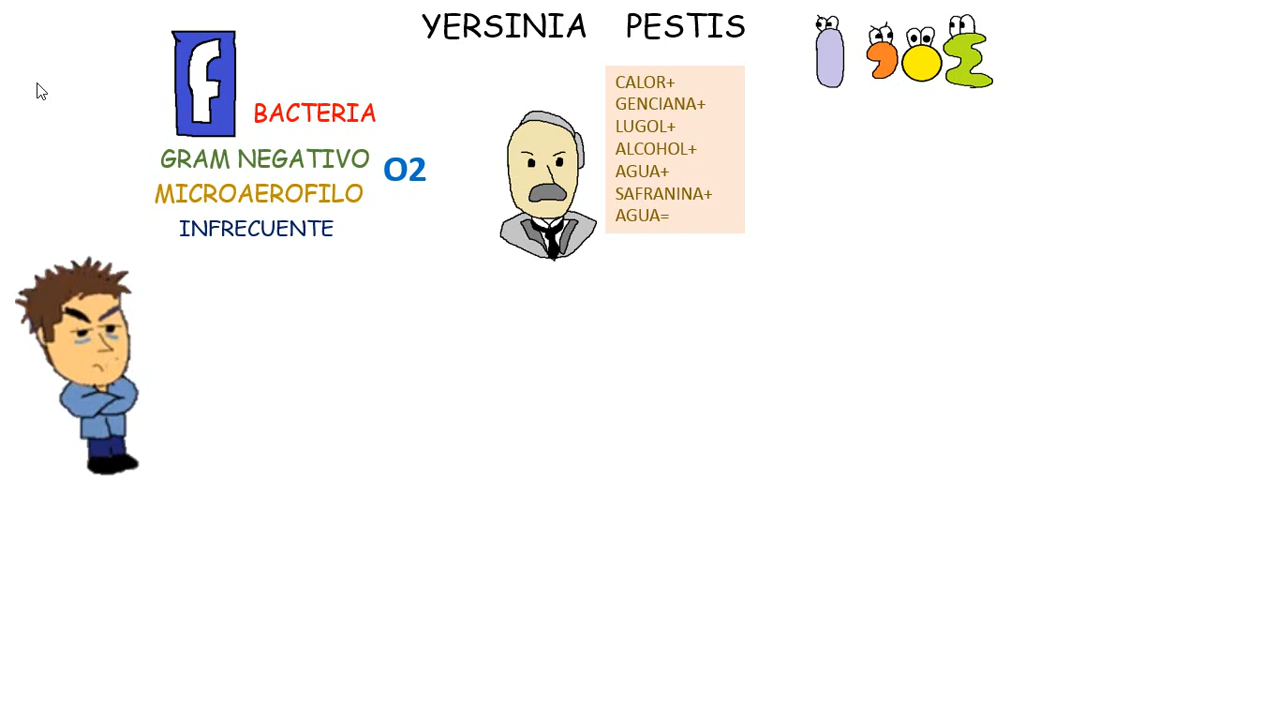 YERSINIA PESTIS
f
BACTERIA
GRAM NEGATIVO
O2
MICROAEROFILO
INFRECUENTE
CALOR+
GENCIANA+
LUGOL+
ALCOHOL+
AGUA+
SAFRANINA+
AGUA=